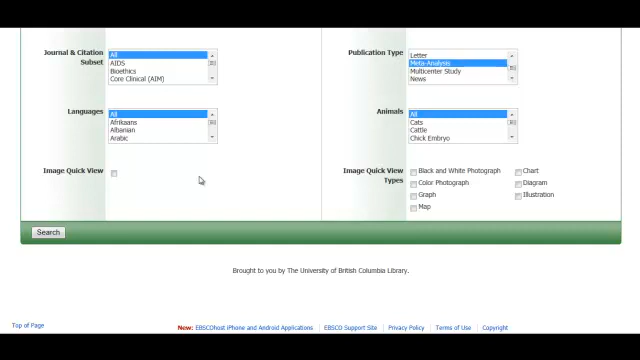 Journal & Citation Subset
All
AIDS
Bioethics
Core Clinical (AIM)
Publication Type
Letter
Meta-Analysis
Multicenter Study
News
Languages
All
Afrikaans
Albanian
Arabic
Animals
All
Cats
Cattle
Chick Embryo
Image Quick View
Image Quick View Types
Black and White Photograph
Chart
Color Photograph
Diagram
Graph
Illustration
Map
Search
Brought to you by The University of British Columbia Library.
Top of Page
New: EBSCOhost iPhone and Android Applications
EBSCO Support Site
Privacy Policy
Terms of Use
Copyright